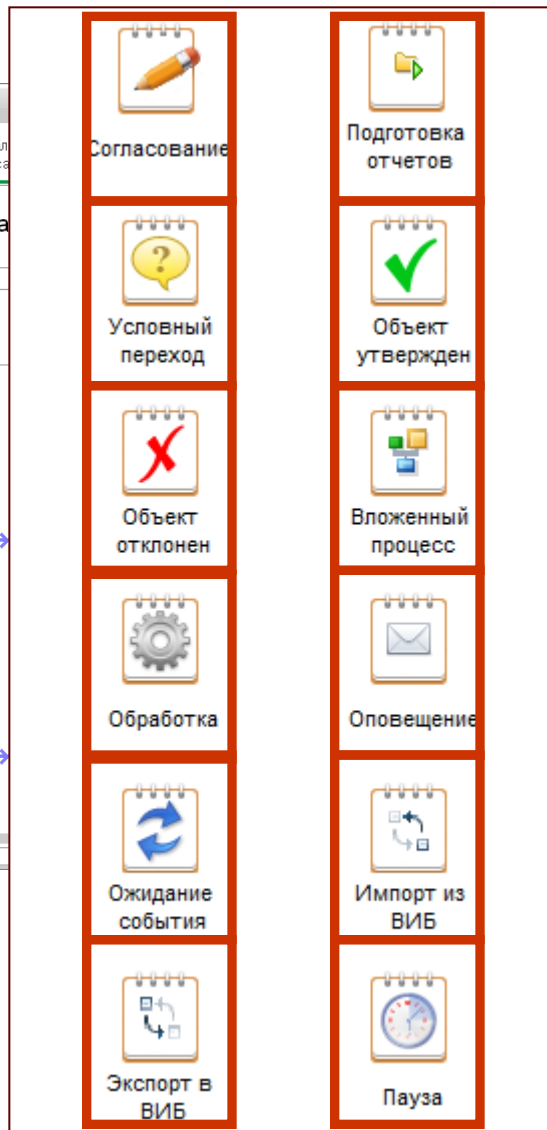 Согласование
Подготовка
отчетов
Условный
переход
Объект
утвержден
Объект
отклонен
Вложенный
процесс
Обработка
Оповещение
Ожидание
события
Импорт из
ВИБ
Экспорт в
ВИБ
Пауза